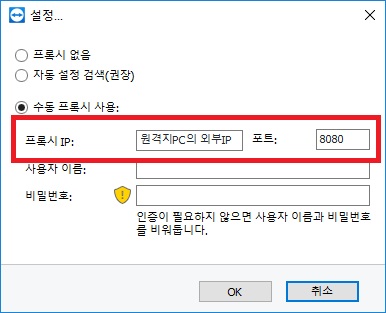 설정...
프록시 없음
자동 설정 검색(권장)
수동 프록시 사용:
프록시 IP: 원격지PC의 외부IP 포트: 8080
사용자 이름:
비밀번호:
인증이 필요하지 않으면 사용자 이름과 비밀번호
를 비워둡니다.
OK 취소